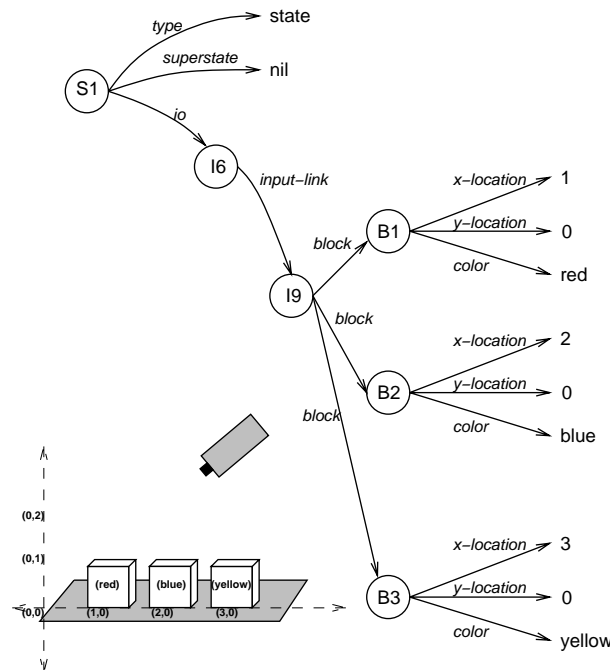 type
state
superstate
nil
S1
io
I6
input-link
x-location
1
B1
y-location
0
block
color
red
I9
block
x-location
2
B2
y-location
0
block
color
blue
(0,2)
(0,1)
x-location
3
(red) (blue) (yellow)
B3
y-location
0
(0,0) (1,0) (2,0) (3,0)
color
yellow